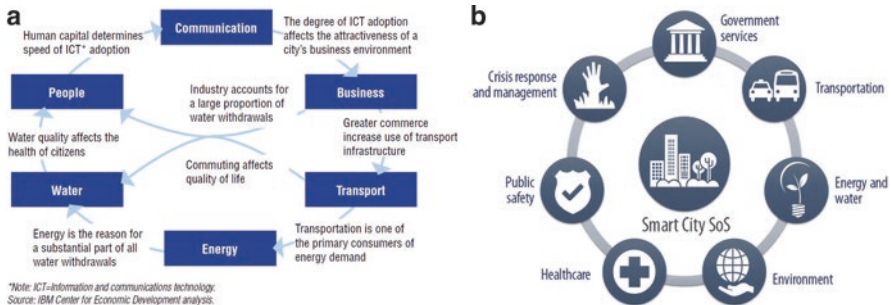 a
Communication
Human capital determines
speed of ICT* adoption
The degree of ICT adoption
affects the attractiveness of a
city's business environment
People
Industry accounts for
a large proportion of
water withdrawals
Business
Water quality affects the
health of citizens
Greater commerce
increase use of transport
infrastructure
Commuting affects
quality of life
Water
Transport
Energy is the reason for
a substantial part of all
water withdrawals
Energy
Transportation is one of
the primary consumers of
energy demand
*Note: ICT=Information and communications technology.
Source: IBM Center for Economic Development analysis.
b
Government
services
Crisis response
and management
Transportation
Public
safety
Energy and
water
Smart City SoS
Healthcare
Environment